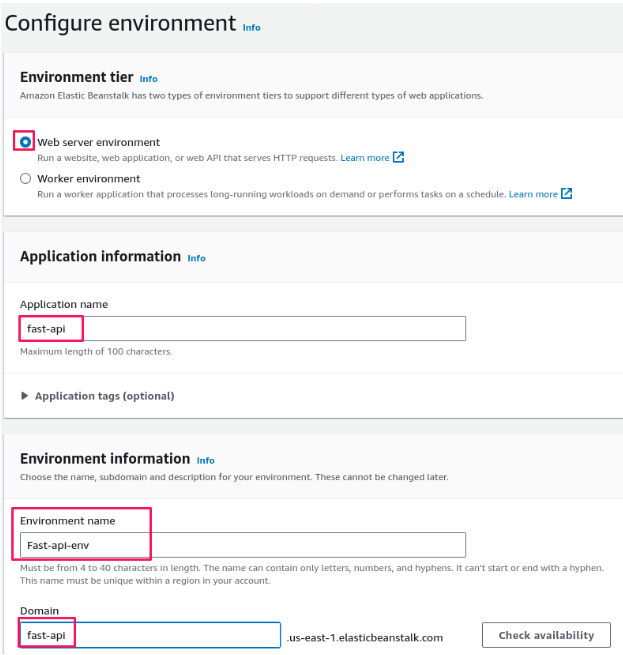 Configure environment Info
Environment tier Info
Amazon Elastic Beanstalk has two types of environment tiers to support different types of web applications.
Web server environment
Run a website, web application, or web API that serves HTTP requests. Learn more
Worker environment
Run a worker application that processes long-running workloads on demand or performs tasks on a schedule. Learn more
Application information Info
Application name
fast-api
Maximum length of 100 characters.
Application tags (optional)
Environment information Info
Choose the name, subdomain and description for your environment. These cannot be changed later.
Environment name
Fast-api-env
Must be from 4 to 40 characters in length. The name can contain only letters, numbers, and hyphens. It can't start or end with a hyphen.
This name must be unique within a region in your account.
Domain
fast-api .us-east-1.elasticbeanstalk.com Check availability